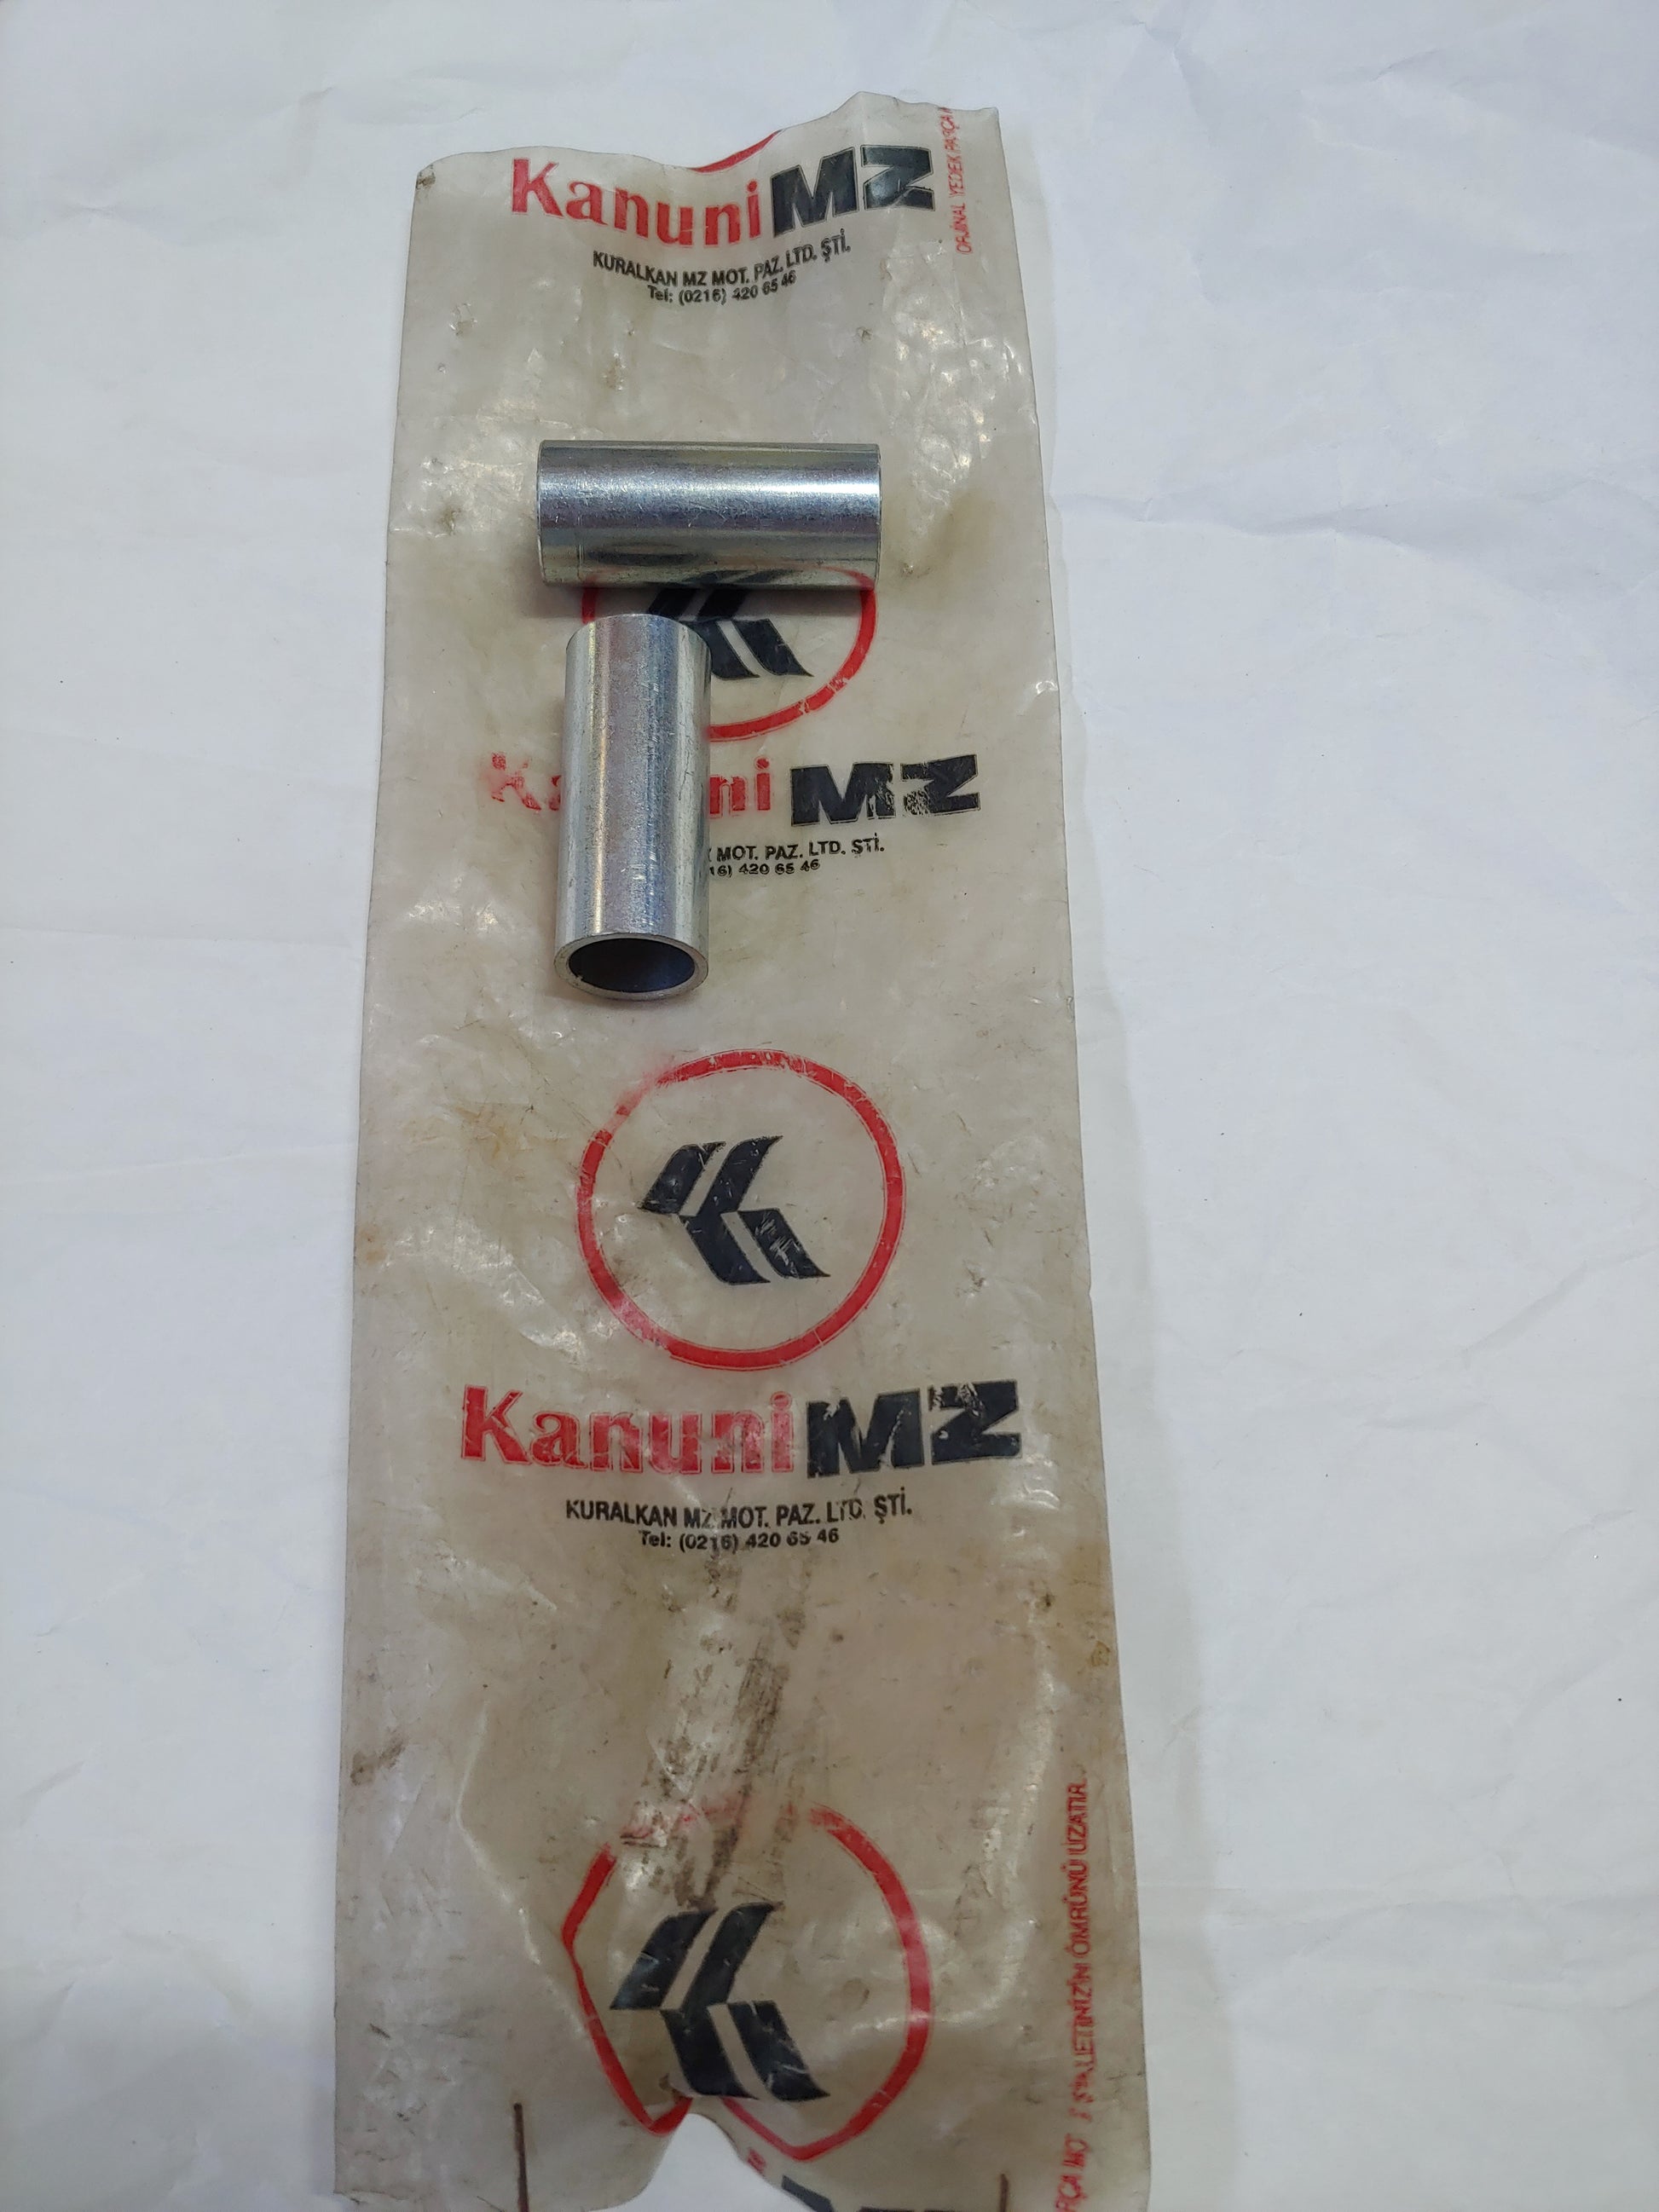 KanuniMZ
KURALKAN MZ MOT. PAZ. LTD. ŞTİ.
Tel: (0216) 420 65 46
ORJİNAL YEDEK PARÇA
ni MZ
MOT. PAZ. LTD. ŞTİ.
16) 420 65 46
KanuniMZ
KURALKAN MZ MOT. PAZ. LTD. ŞTİ.
Tel: (0216) 420 65 46
ÖMRÜNÜ UZATIR.